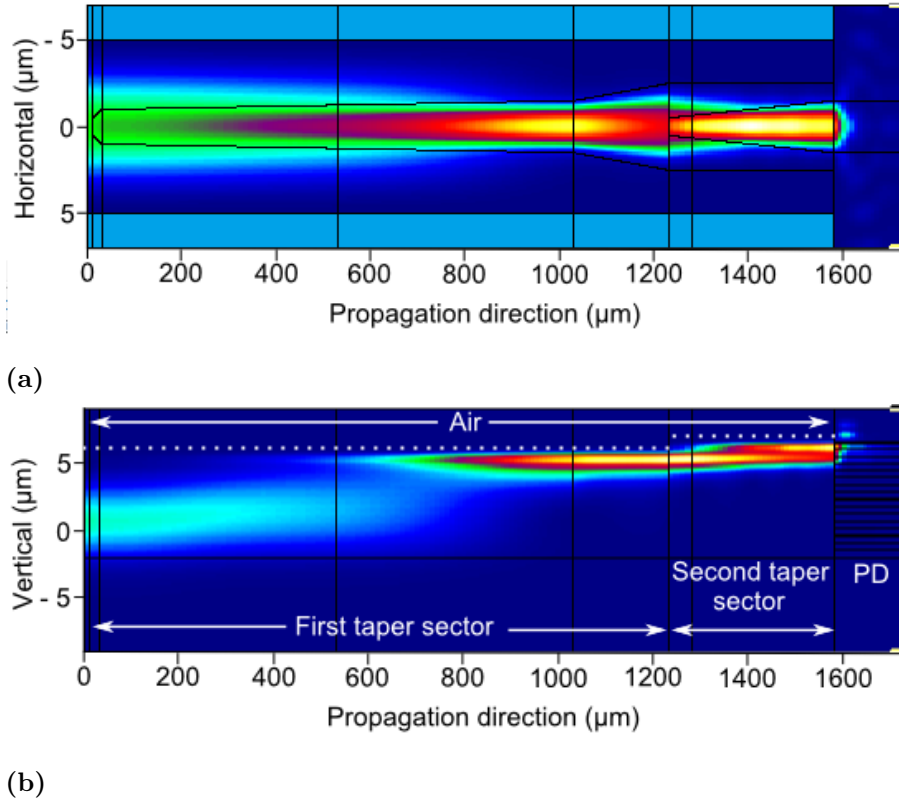 - 5
0
5
Horizontal (µm)
0 200 400 600 800 1000 1200 1400 1600
Propagation direction (µm)
(a)
Air
5
0
- 5
Vertical (µm)
Second taper
sector
PD
First taper sector
0 200 400 600 800 1000 1200 1400 1600
Propagation direction (µm)
(b)